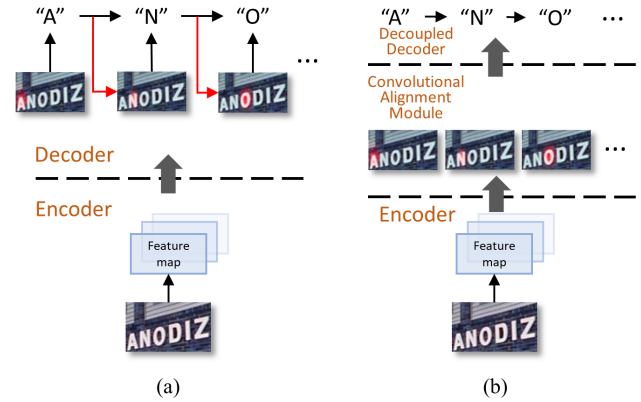 “A” “N” “O”
ANODIZ ANODIZ ANODIZ ...
Decoder
Encoder
Feature
map
ANODIZ
(a)
“A” “N” “O” ...
Decoupled
Decoder
Convolutional
Alignment
Module
ANODIZ ANODIZ ANODIZ ...
Encoder
Feature
map
ANODIZ
(b)